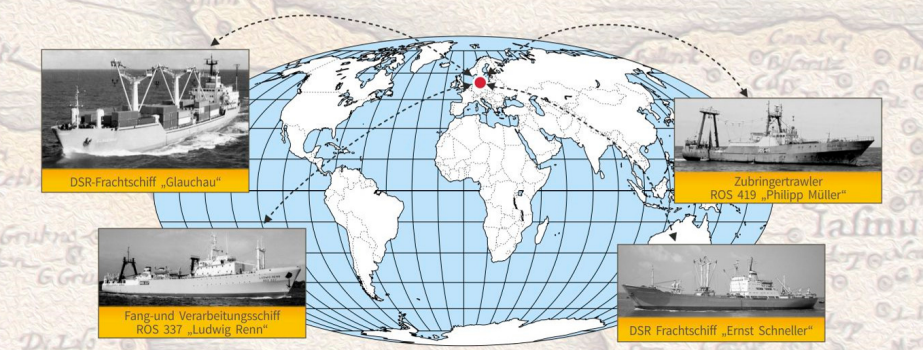 DSR-Frachtschiff „Glauchau“
Zubringertrawler
ROS 419 „Philipp Müller“
Fang-und Verarbeitungsschiff
ROS 337 „Ludwig Renn“
DSR Frachtschiff „Ernst Schneller“